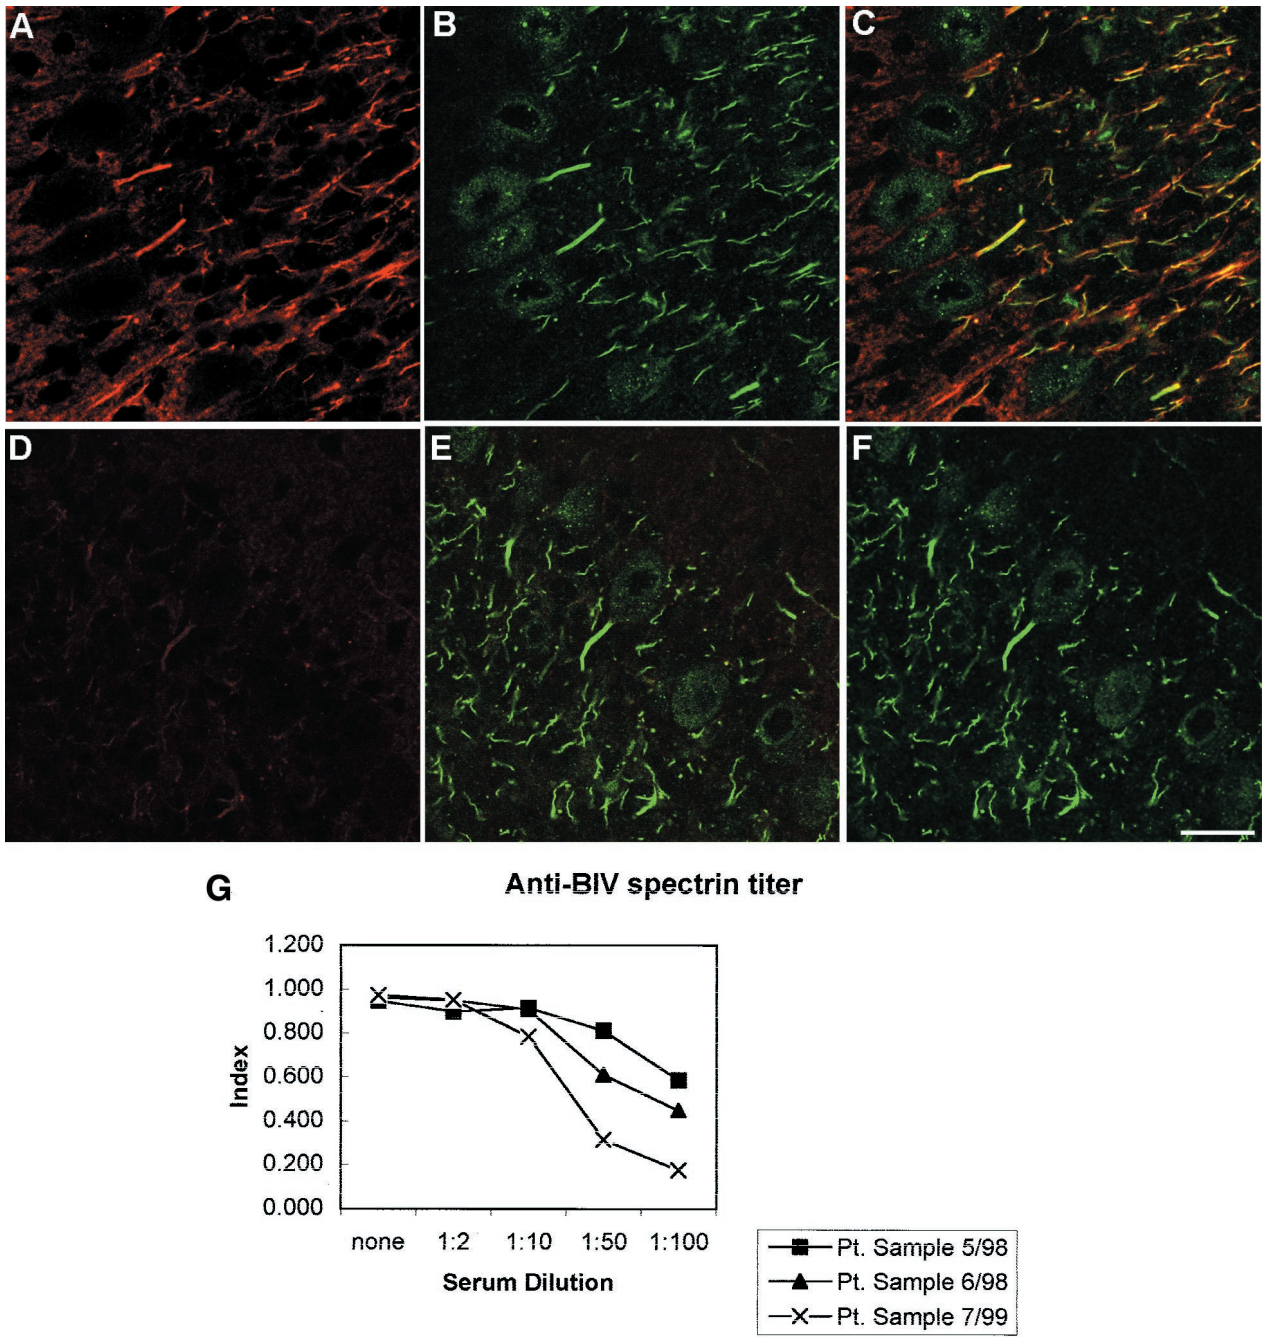 A
B
C
D
E
F
G
Anti-BIV spectrin titer
1.200
1.000
0.800
0.600
0.400
0.200
0.000
Index
none 1:2 1:10 1:50 1:100
Serum Dilution
Pt. Sample 5/98
Pt. Sample 6/98
Pt. Sample 7/99